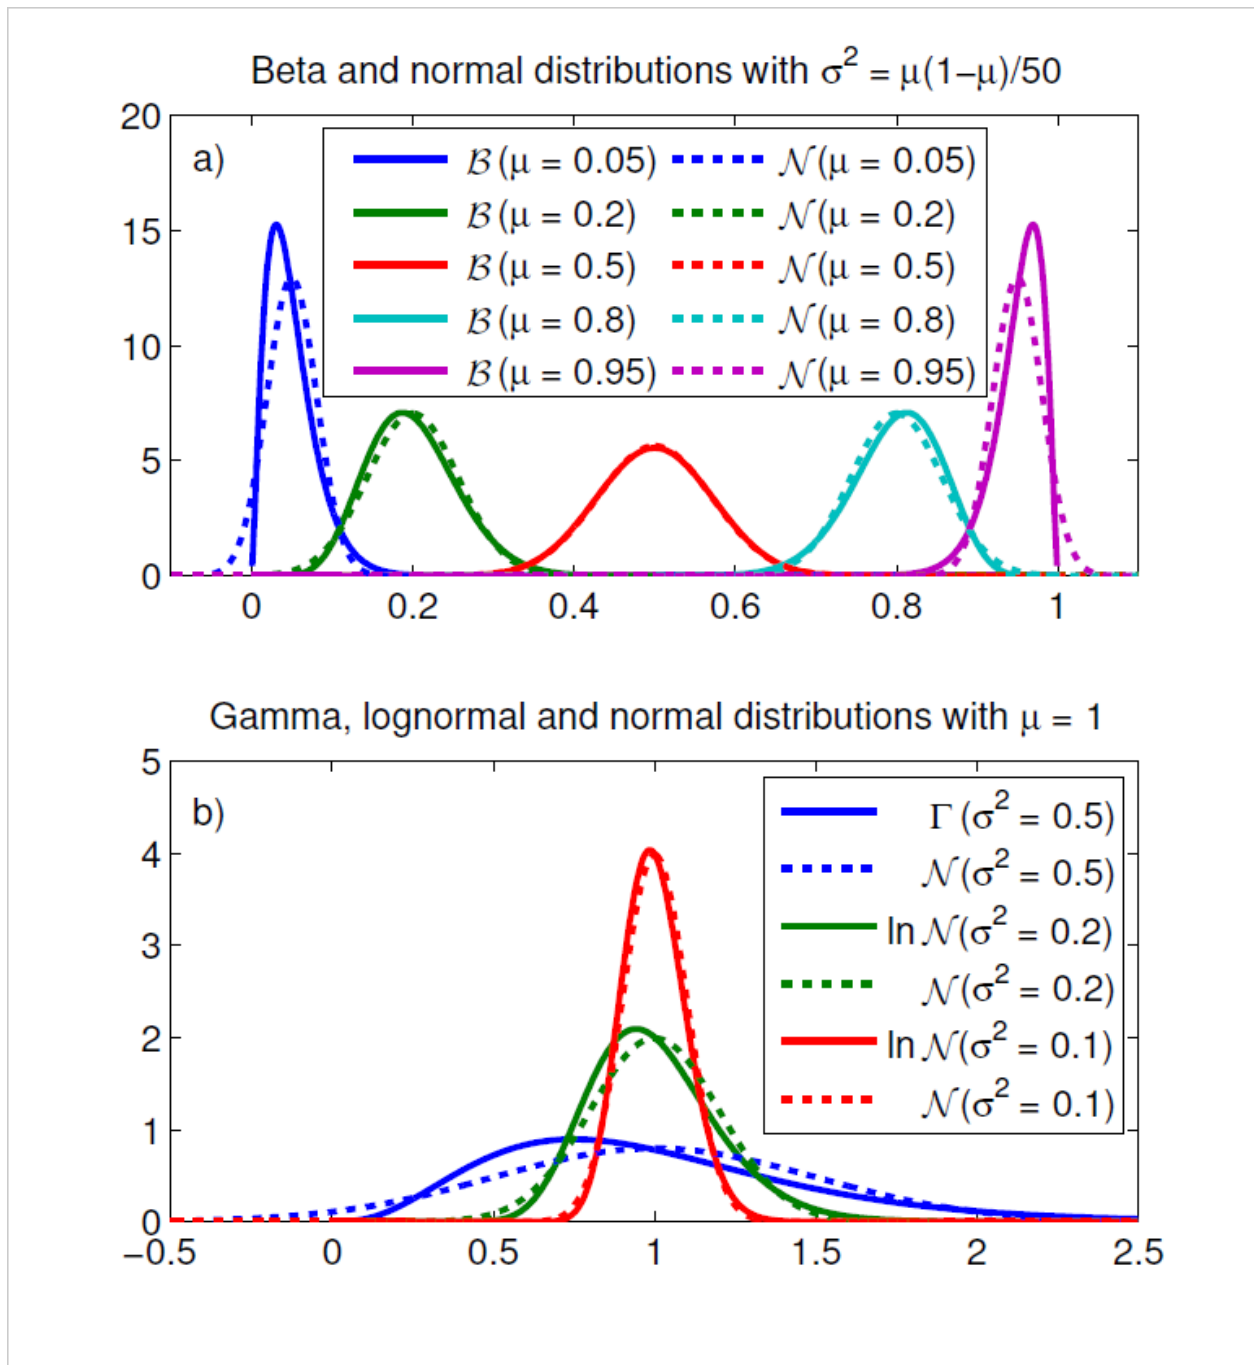 Beta and normal distributions with σ² = μ(1−μ)/50
20
a)
ℬ(μ = 0.05) 𝒩(μ = 0.05)
ℬ(μ = 0.2) 𝒩(μ = 0.2)
15
ℬ(μ = 0.5) 𝒩(μ = 0.5)
ℬ(μ = 0.8) 𝒩(μ = 0.8)
10
ℬ(μ = 0.95) 𝒩(μ = 0.95)
5
0
0 0.2 0.4 0.6 0.8 1
Gamma, lognormal and normal distributions with μ = 1
5
b)
Γ(σ² = 0.5)
4
𝒩(σ² = 0.5)
ln 𝒩(σ² = 0.2)
3
𝒩(σ² = 0.2)
2
ln 𝒩(σ² = 0.1)
𝒩(σ² = 0.1)
1
0
−0.5 0 0.5 1 1.5 2 2.5